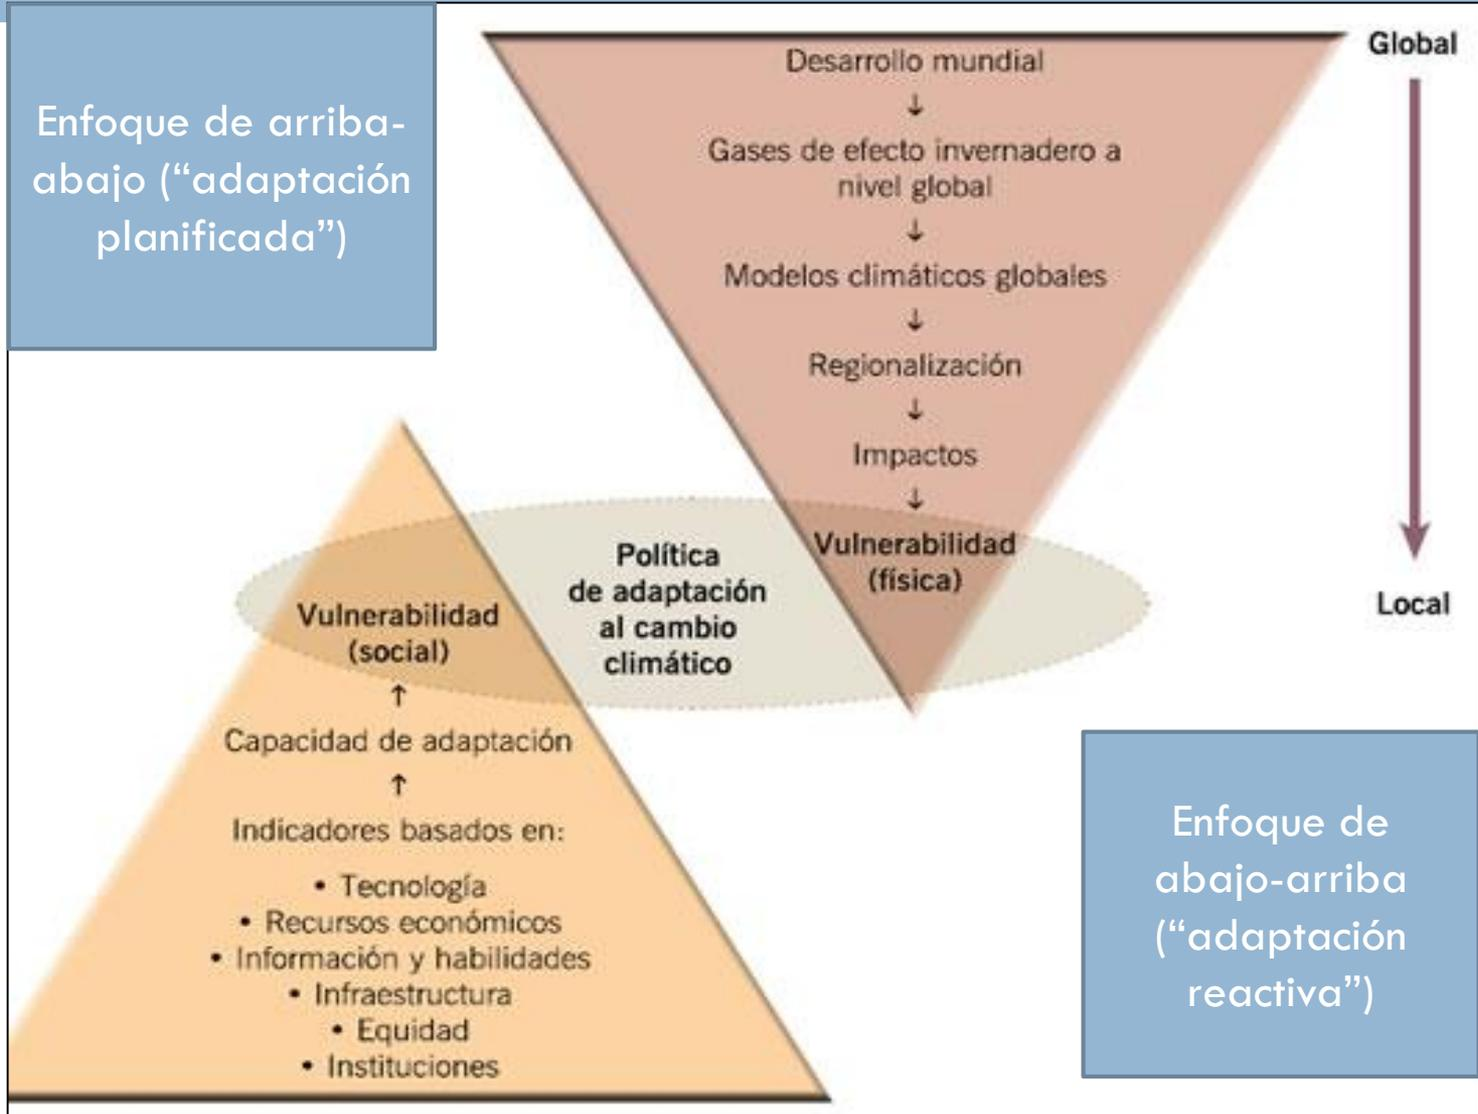 Enfoque de arriba-
abajo (“adaptación
planificada”)
Desarrollo mundial
↓
Gases de efecto invernadero a
nivel global
↓
Modelos climáticos globales
↓
Regionalización
↓
Impactos
↓
Vulnerabilidad
(física)
Global
Local
Política
de adaptación
al cambio
climático
Vulnerabilidad
(social)
↑
Capacidad de adaptación
↑
Indicadores basados en:
• Tecnología
• Recursos económicos
• Información y habilidades
• Infraestructura
• Equidad
• Instituciones
Enfoque de
abajo-arriba
(“adaptación
reactiva”)